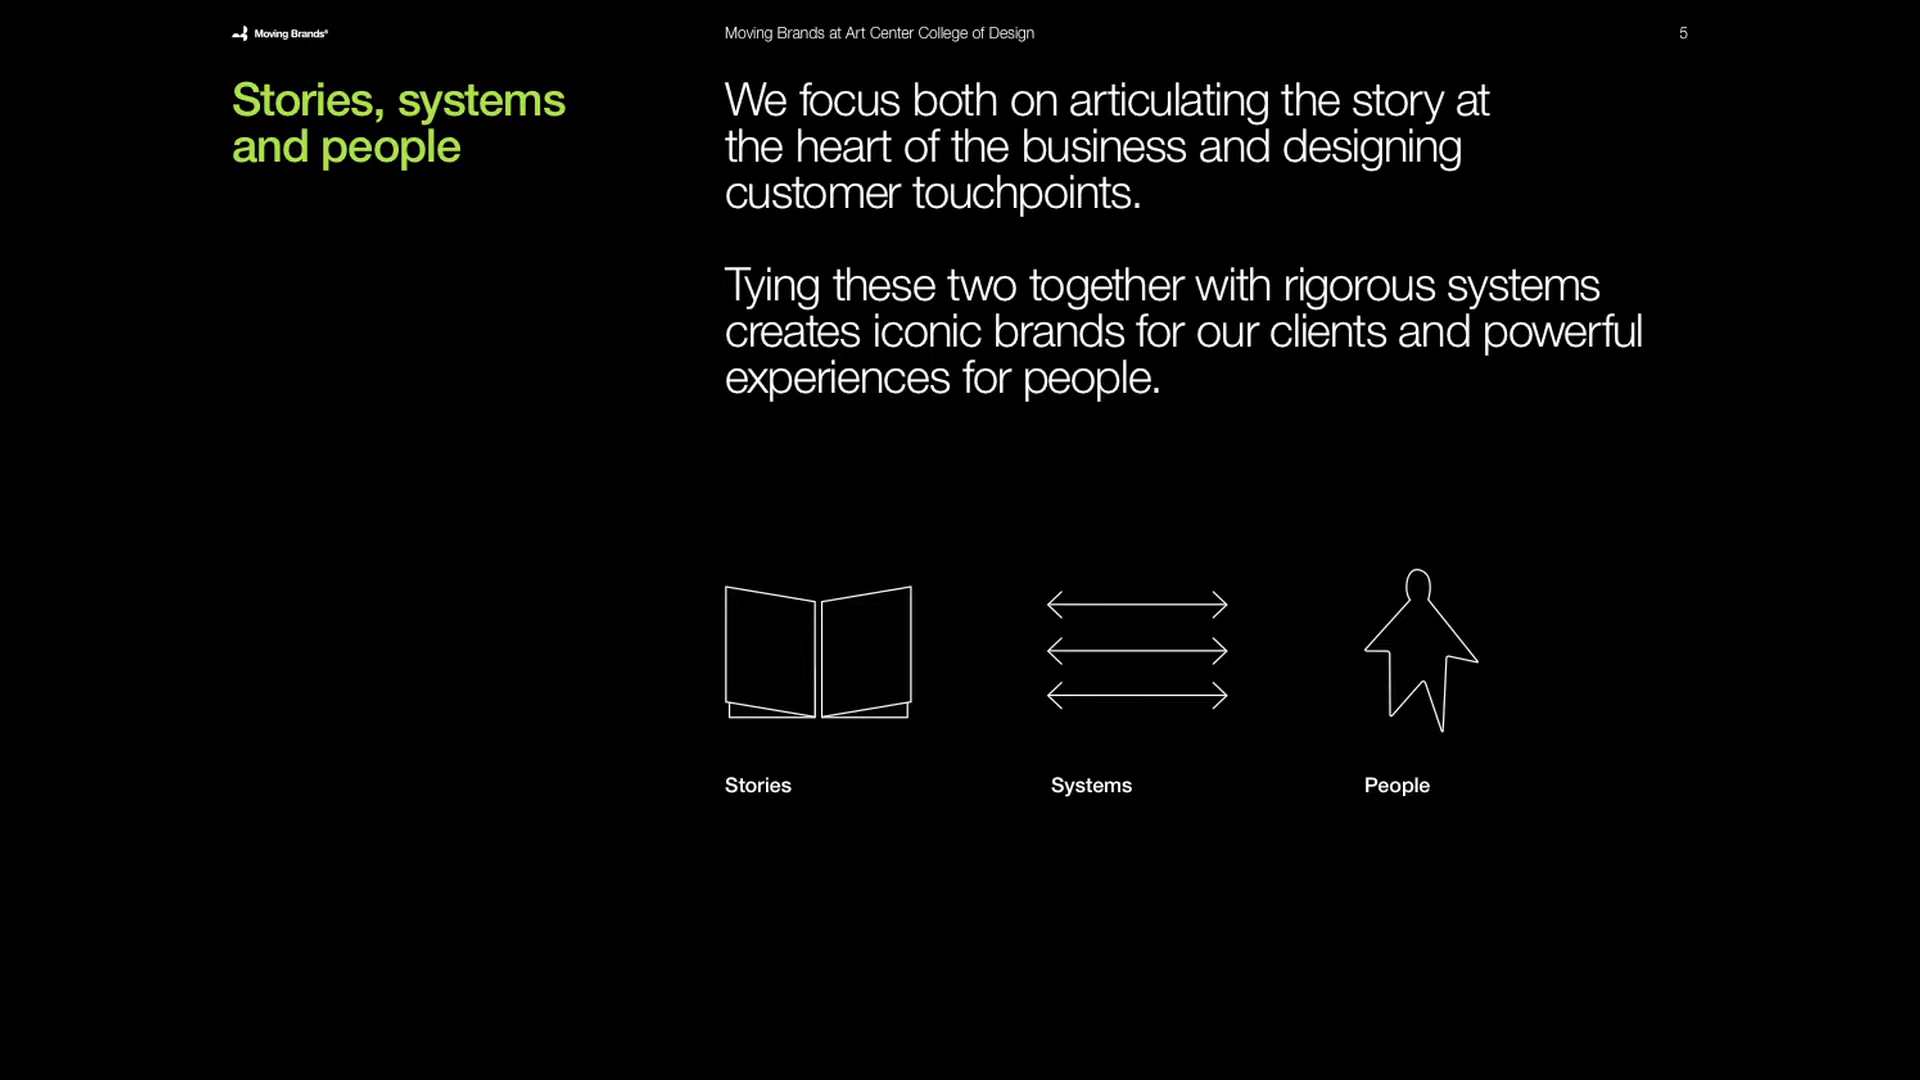 Moving Brands®
Moving Brands at Art Center College of Design
5
Stories, systems
and people
We focus both on articulating the story at
the heart of the business and designing
customer touchpoints.
Tying these two together with rigorous systems
creates iconic brands for our clients and powerful
experiences for people.
Stories
Systems
People